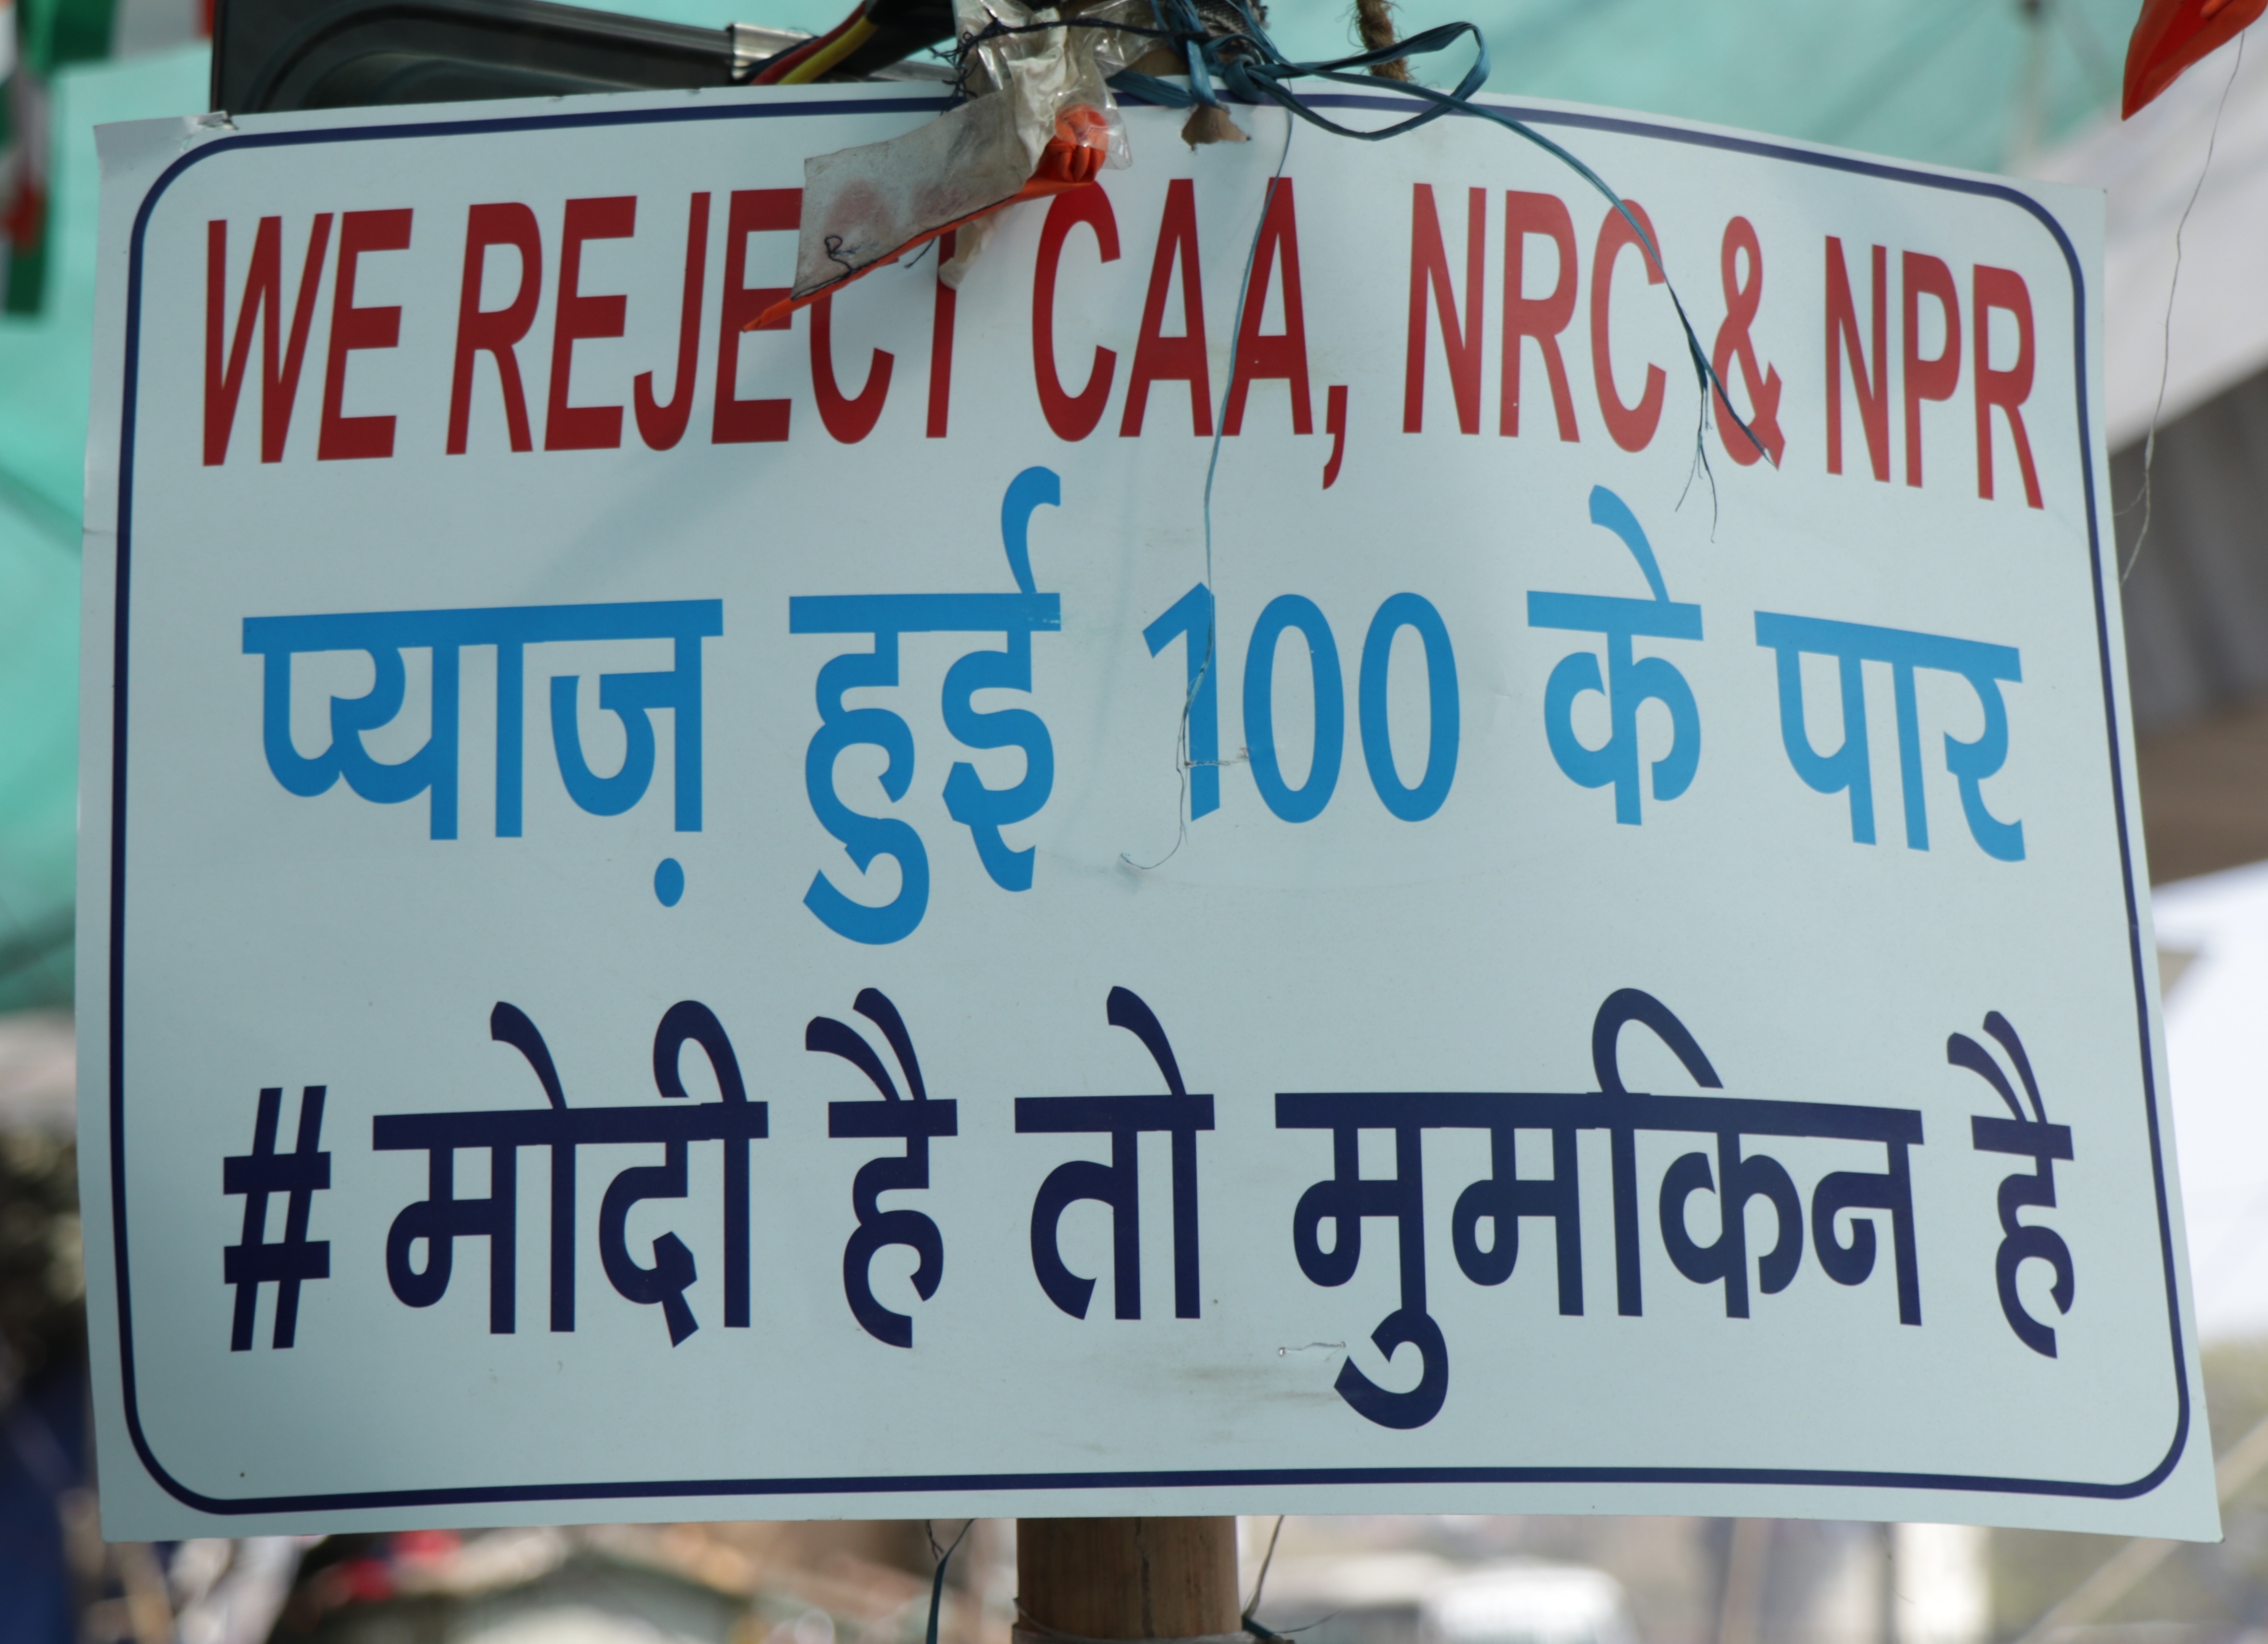 WE REJECT CAA, NRC & NPR
प्याज़ हुई 100 के पार
# मोदी है तो मुमकिन है